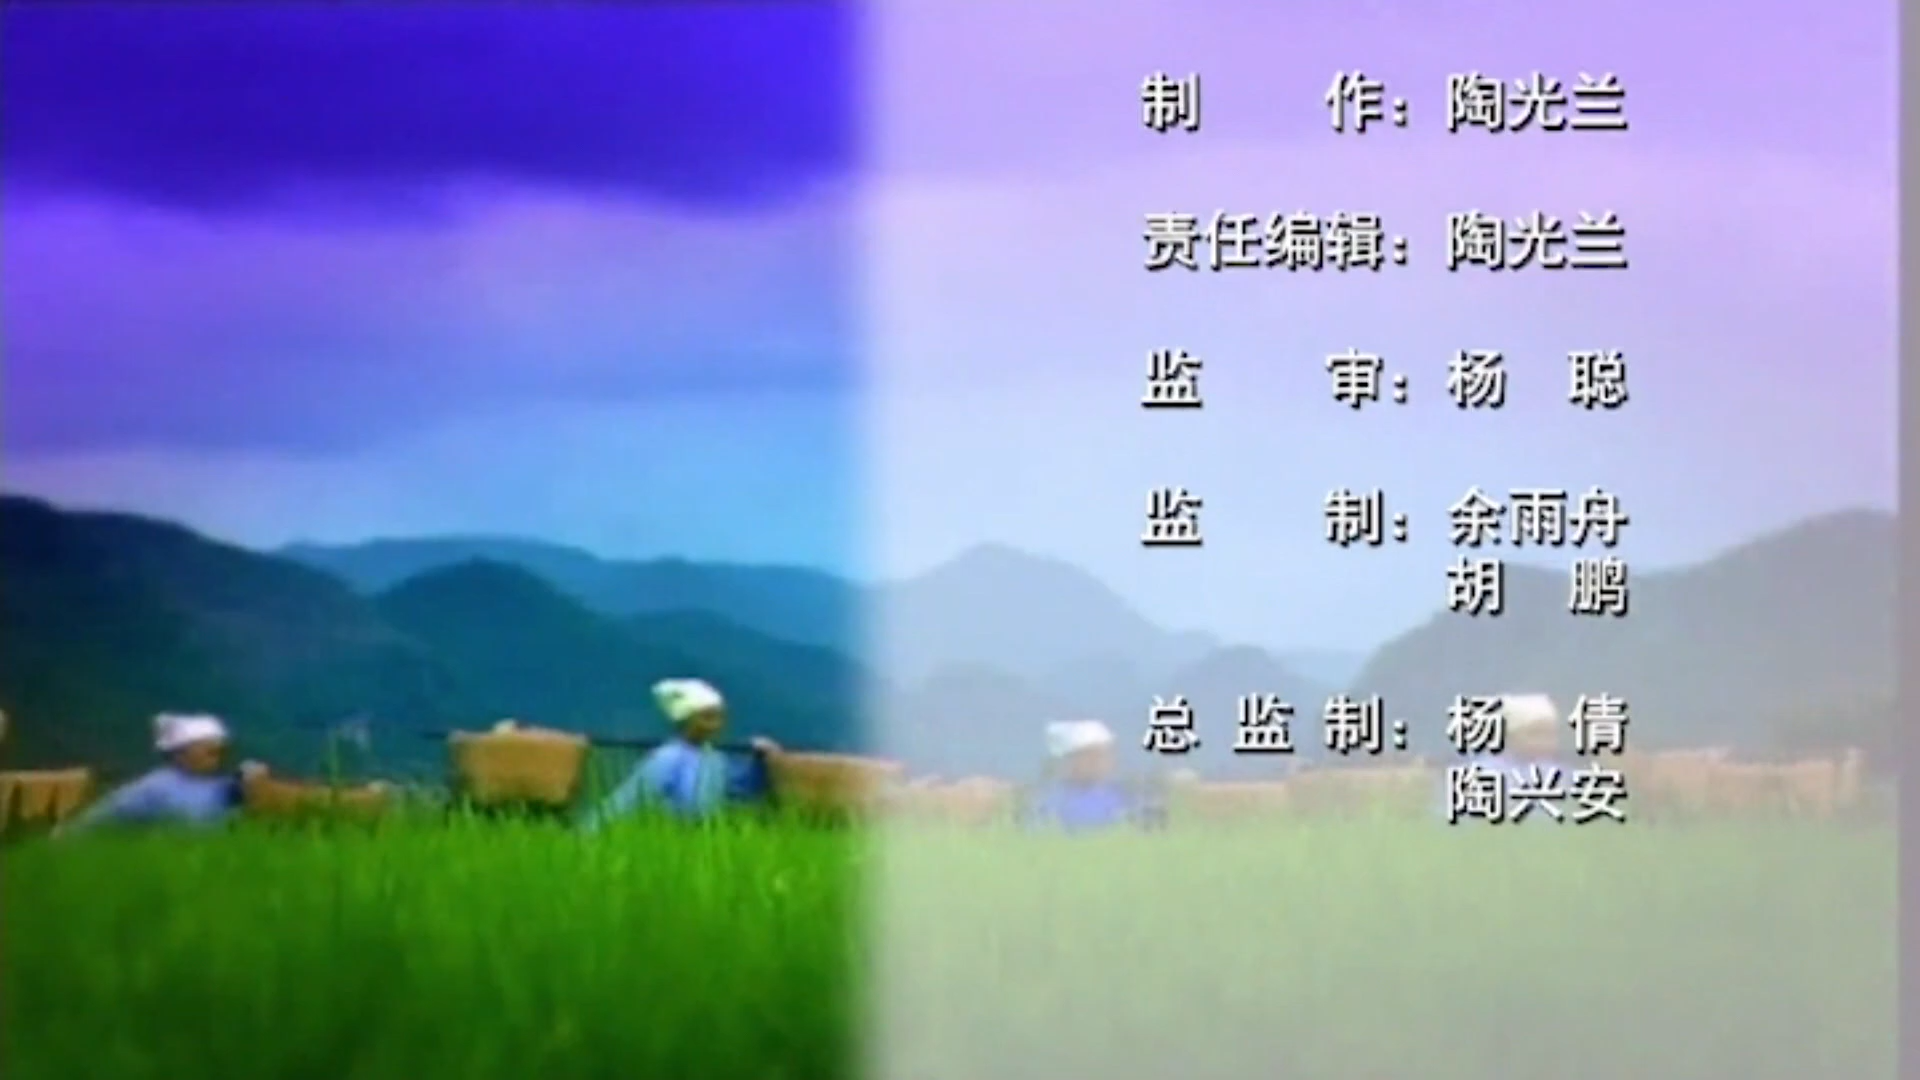 制 作：陶光兰
责任编辑：陶光兰
监 审：杨 聪
监 制：余雨舟
胡 鹏
总 监 制：杨 倩
陶兴安